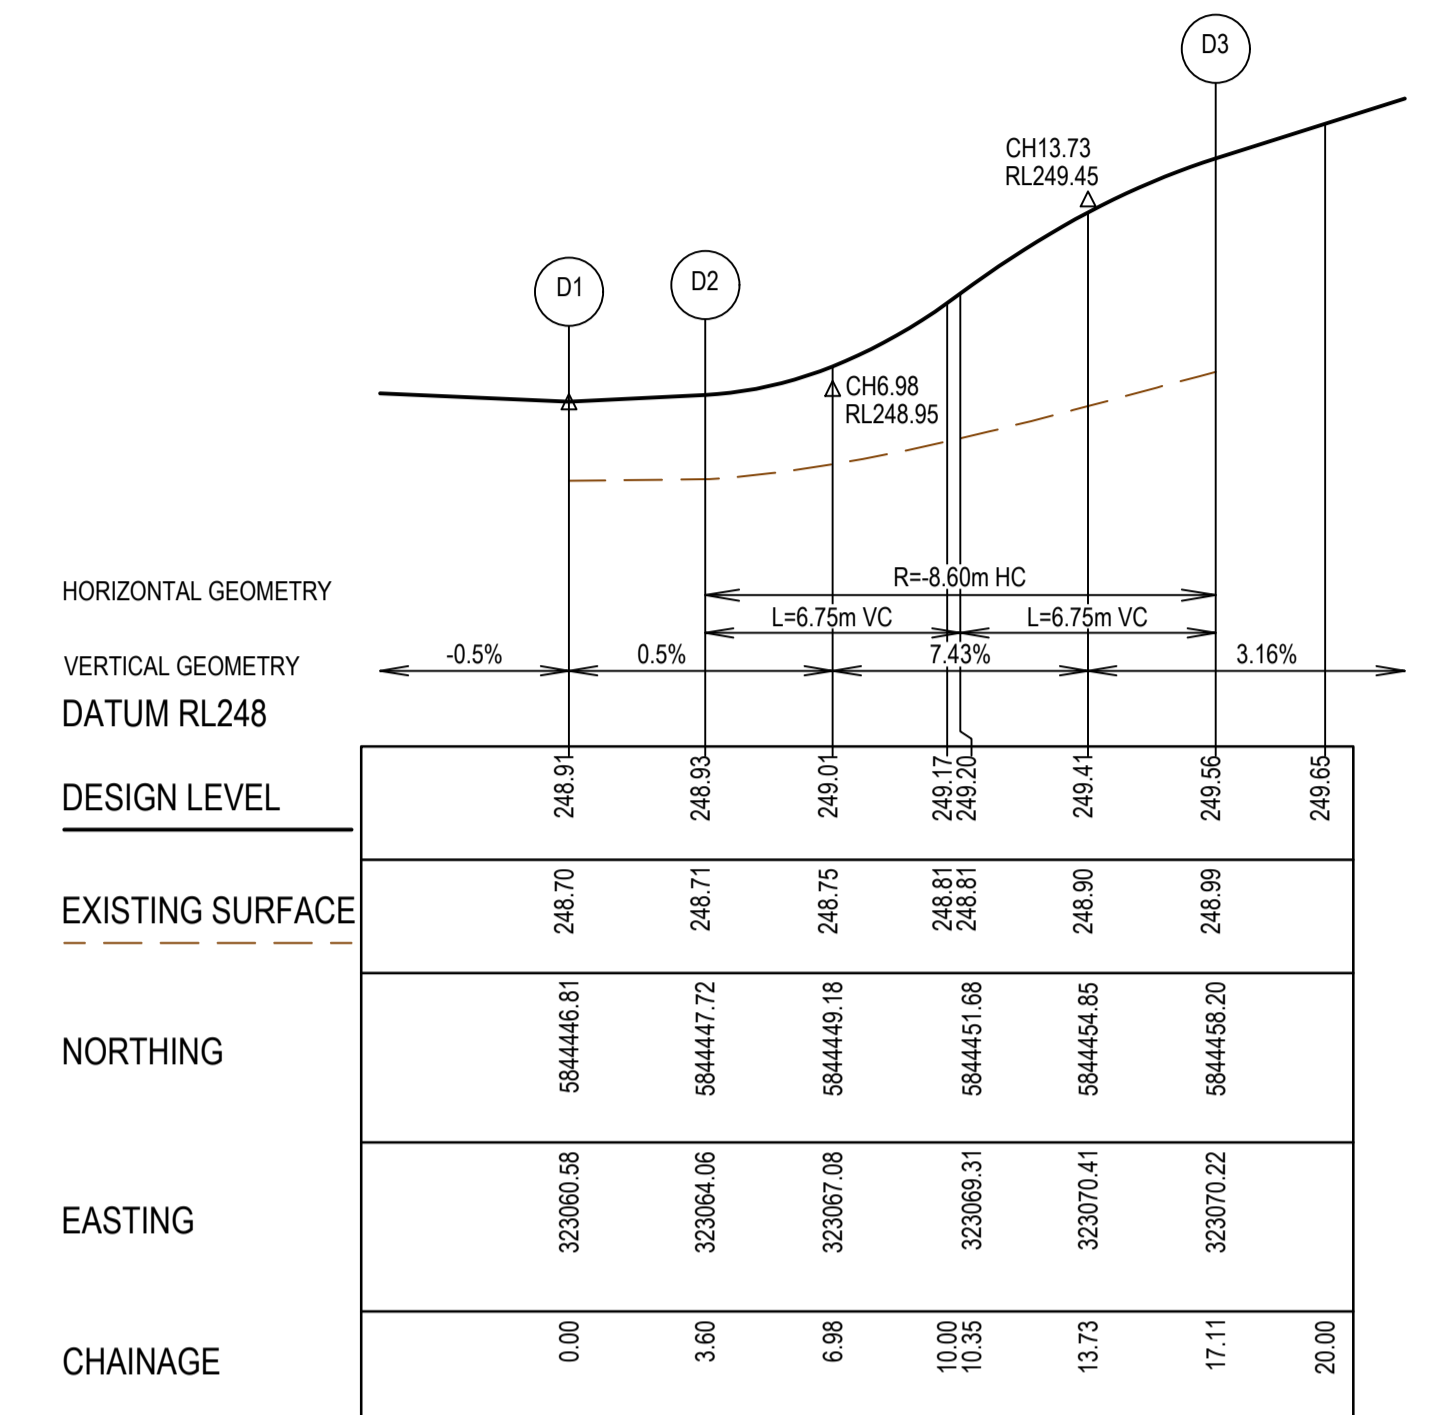 D3
CH13.73
RL249.45
D1
D2
CH6.98
RL248.95
HORIZONTAL GEOMETRY
R=-8.60m HC
L=6.75m VC
L=6.75m VC
VERTICAL GEOMETRY
-0.5%
0.5%
7.43%
3.16%
DATUM RL248
DESIGN LEVEL
248.91
248.93
249.01
249.17
249.20
249.41
249.56
249.65
EXISTING SURFACE
248.70
248.71
248.75
248.81
248.81
248.90
248.99
NORTHING
5844446.81
5844447.72
5844449.18
5844451.68
5844454.85
5844458.20
EASTING
323060.58
323064.06
323067.08
323069.31
323070.41
323070.22
CHAINAGE
0.00
3.60
6.98
10.00
10.35
13.73
17.11
20.00